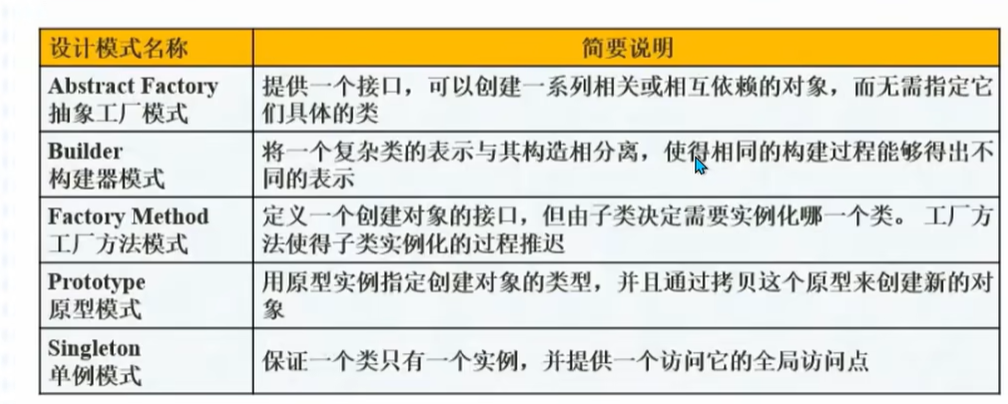 设计模式名称
简要说明
Abstract Factory
抽象工厂模式
提供一个接口，可以创建一系列相关或相互依赖的对象，而无需指定它
们具体的类
Builder
构建器模式
将一个复杂类的表示与其构造相分离，使得相同的构建过程能够得出不
同的表示
Factory Method
工厂方法模式
定义一个创建对象的接口，但由子类决定需要实例化哪一个类。 工厂方
法使得子类实例化的过程推迟
Prototype
原型模式
用原型实例指定创建对象的类型，并且通过拷贝这个原型来创建新的对
象
Singleton
单例模式
保证一个类只有一个实例，并提供一个访问它的全局访问点